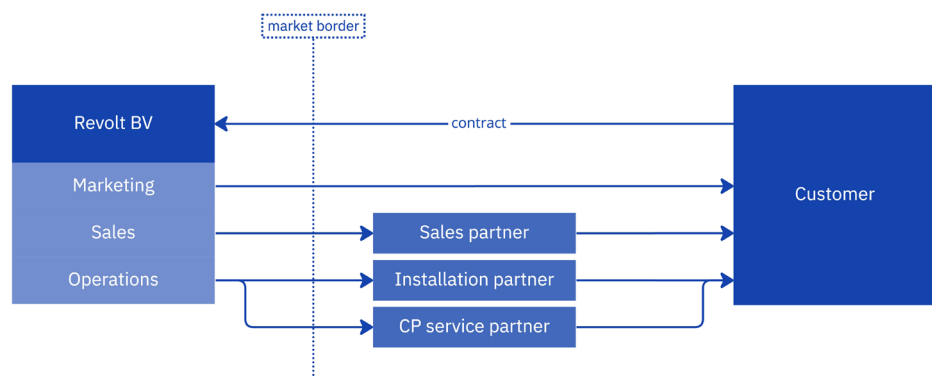 market border
Revolt BV
contract
Marketing
Customer
Sales
Sales partner
Operations
Installation partner
CP service partner